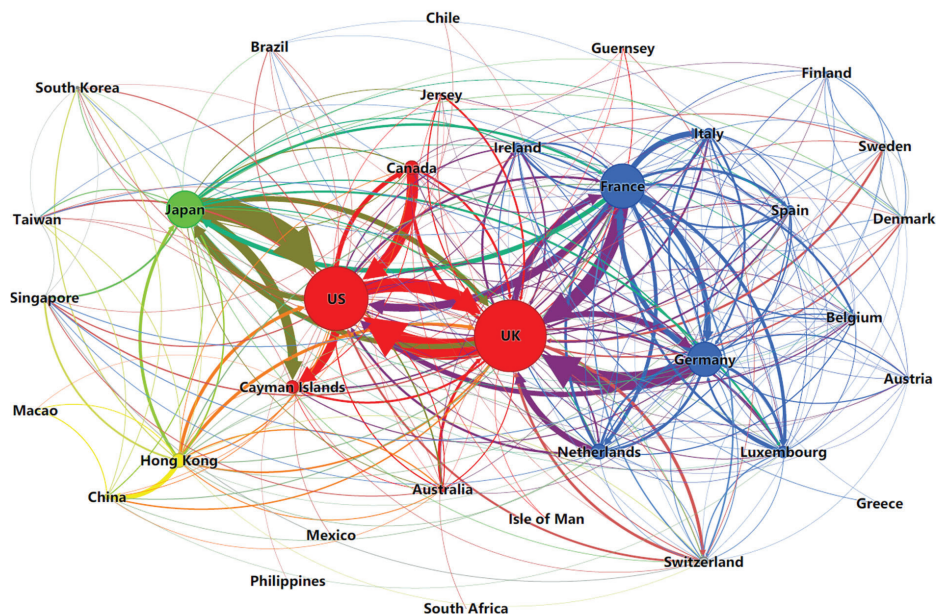 Chile
Brazil
Guernsey
Finland
South Korea
Jersey
Italy
Ireland
Sweden
Canada
France
Japan
Spain
Taiwan
Denmark
Singapore
US
UK
Belgium
Germany
Cayman Islands
Austria
Macao
Hong Kong
Netherlands
Luxembourg
China
Australia
Greece
Isle of Man
Mexico
Switzerland
Philippines
South Africa